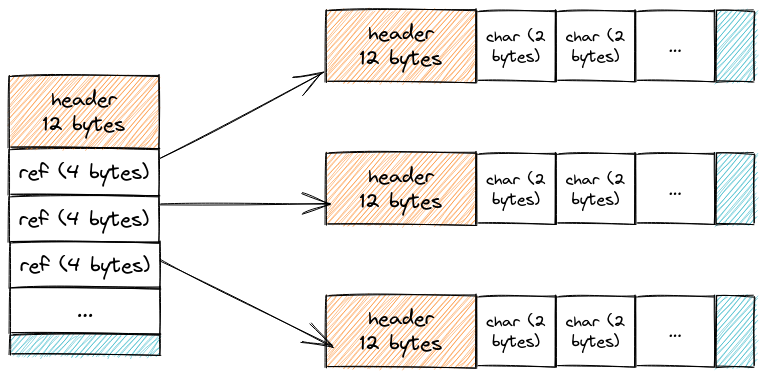 header
12 bytes
ref (4 bytes)
ref (4 bytes)
ref (4 bytes)
...
header
12 bytes
char (2
bytes)
char (2
bytes)
...
header
12 bytes
char (2
bytes)
char (2
bytes)
...
header
12 bytes
char (2
bytes)
char (2
bytes)
...